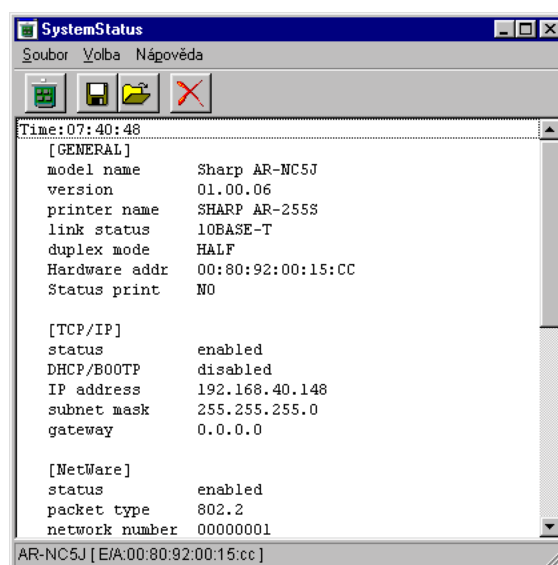 SystemStatus
Soubor Volba Nápověda
Time:07:40:48
[GENERAL]
model name Sharp AR-NC5J
version 01.00.06
printer name SHARP AR-255S
link status 10BASE-T
duplex mode HALF
Hardware addr 00:80:92:00:15:CC
Status print NO
[TCP/IP]
status enabled
DHCP/BOOTP disabled
IP address 192.168.40.148
subnet mask 255.255.255.0
gateway 0.0.0.0
[NetWare]
status enabled
packet type 802.2
network number 00000001
AR-NC5J [ E/A:00:80:92:00:15:cc ]